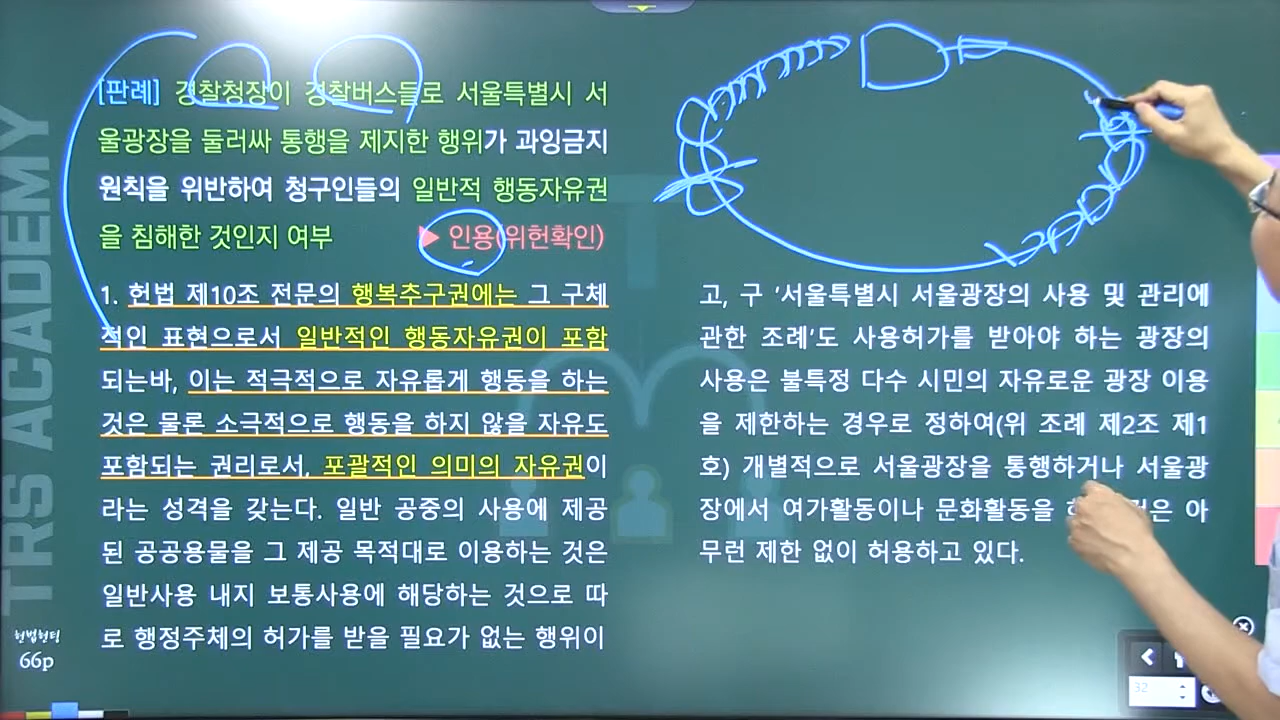 [판례] 경찰청장이 경찰버스들로 서울특별시 서
울광장을 둘러싸 통행을 제지한 행위가 과잉금지
원칙을 위반하여 청구인들의 일반적 행동자유권
을 침해한 것인지 여부 ▶ 인용(위헌확인)
1. 헌법 제10조 전문의 행복추구권에는 그 구체
적인 표현으로서 일반적인 행동자유권이 포함
되는바, 이는 적극적으로 자유롭게 행동을 하는
것은 물론 소극적으로 행동을 하지 않을 자유도
포함되는 권리로서, 포괄적인 의미의 자유권이
라는 성격을 갖는다. 일반 공중의 사용에 제공
된 공공용물을 그 제공 목적대로 이용하는 것은
일반사용 내지 보통사용에 해당하는 것으로 따
로 행정주체의 허가를 받을 필요가 없는 행위이
고, 구 '서울특별시 서울광장의 사용 및 관리에
관한 조례'도 사용허가를 받아야 하는 광장의
사용은 불특정 다수 시민의 자유로운 광장 이용
을 제한하는 경우로 정하여(위 조례 제2조 제1
호) 개별적으로 서울광장을 통행하거나 서울광
장에서 여가활동이나 문화활동을 아
무런 제한 없이 허용하고 있다.
TRS ACADEMY
헌법헌터
66p
32